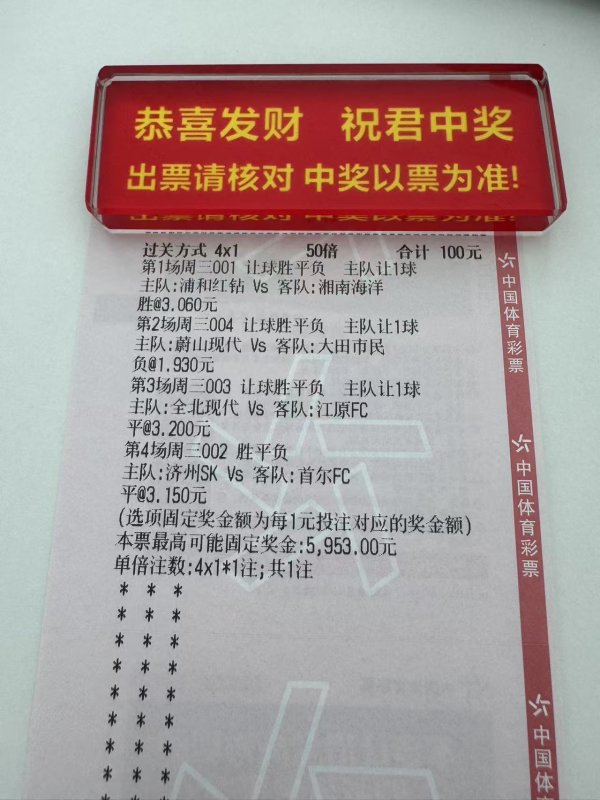 恭喜发财 祝君中奖
出票请核对 中奖以票为准!
过关方式 4x1 50倍 合计 100元
第1场周三001 让球胜平负 主队让1球
主队:浦和红钻 Vs 客队:湘南海洋
胜@3.060元
第2场周三004 让球胜平负 主队让1球
主队:蔚山现代 Vs 客队:大田市民
负@1.930元
第3场周三003 让球胜平负 主队让1球
主队:全北现代 Vs 客队:江原FC
平@3.200元
第4场周三002 胜平负
主队:济州SK Vs 客队:首尔FC
平@3.150元
(选项固定奖金额为每1元投注对应的奖金额)
本票最高可能固定奖金:5,953.00元
单倍注数:4x1*1注;共1注
* * *
* * *
* * *
* * *
* * *
* * *
* * *
* * *
* * *
中国体育彩票
中国体育彩票
中国体